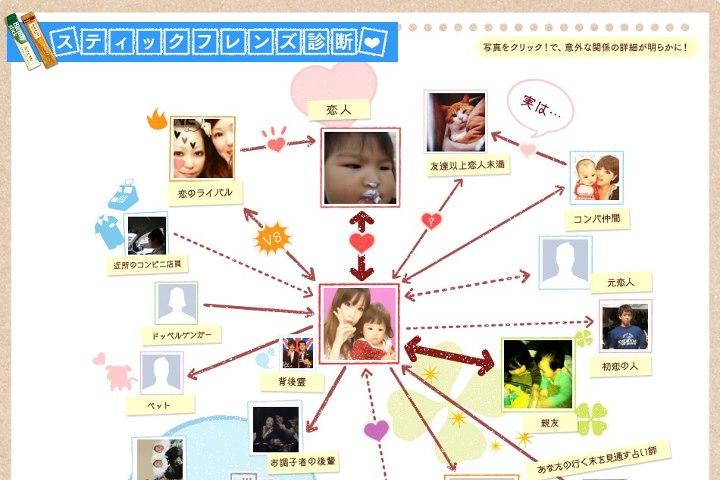 スティックフレンズ診断
写真をクリック!で、意外な関係の詳細が明らかに!
恋人
実は…
恋のライバル
友達以上恋人未満
コンパ仲間
VS
?
近所のコンビニ店員
元恋人
ドッペルゲンガー
初恋の人
背後霊
ペット
親友
お調子者の後輩
あなたの行く末を見通す占い師